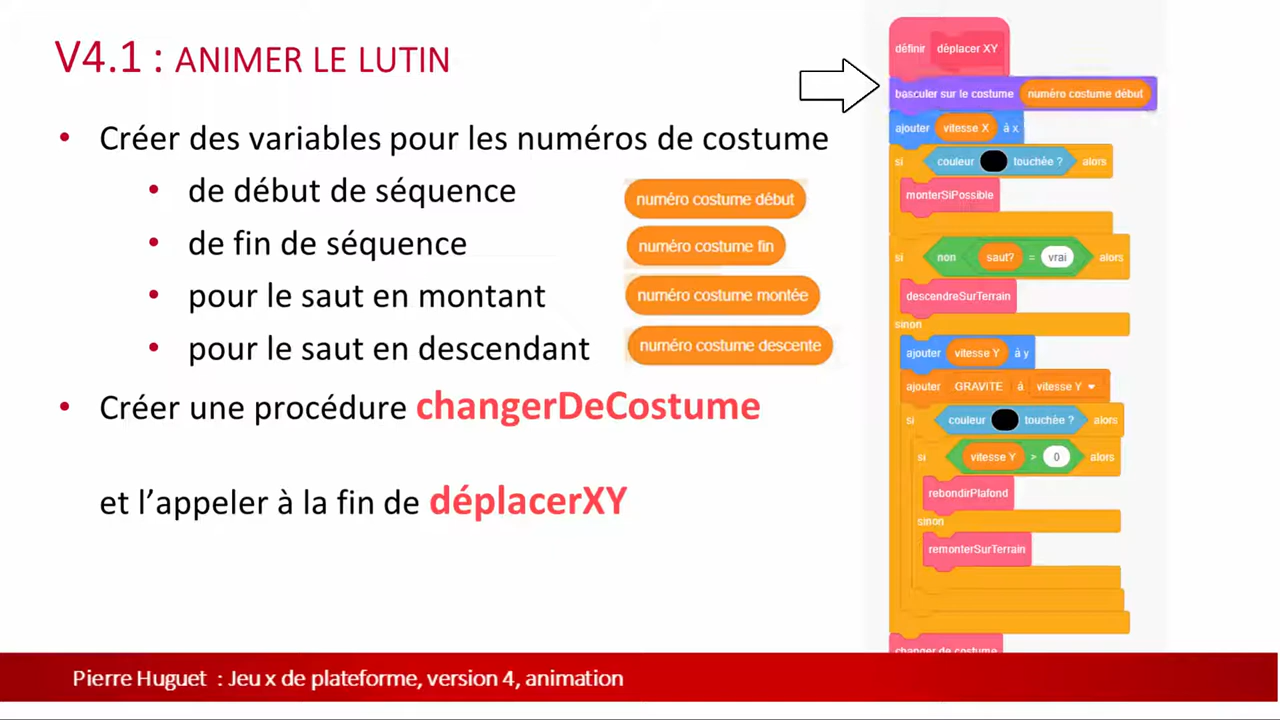 V4.1 : ANIMER LE LUTIN
• Créer des variables pour les numéros de costume
• de début de séquence
• de fin de séquence
• pour le saut en montant
• pour le saut en descendant
numéro costume début
numéro costume fin
numéro costume montée
numéro costume descente
• Créer une procédure changerDeCostume
et l'appeler à la fin de déplacerXY
définir déplacer XY
basculer sur le costume numéro costume début
ajouter vitesse X à x
si couleur touchée ? alors
monterSiPossible
si non saut? = vrai alors
descendreSurTerrain
sinon
ajouter vitesse Y à y
ajouter GRAVITE à vitesse Y
si couleur touchée ? alors
si vitesse Y > 0 alors
rebondirPlafond
sinon
remonterSurTerrain
changer de costume
Pierre Huguet : Jeu x de plateforme, version 4, animation